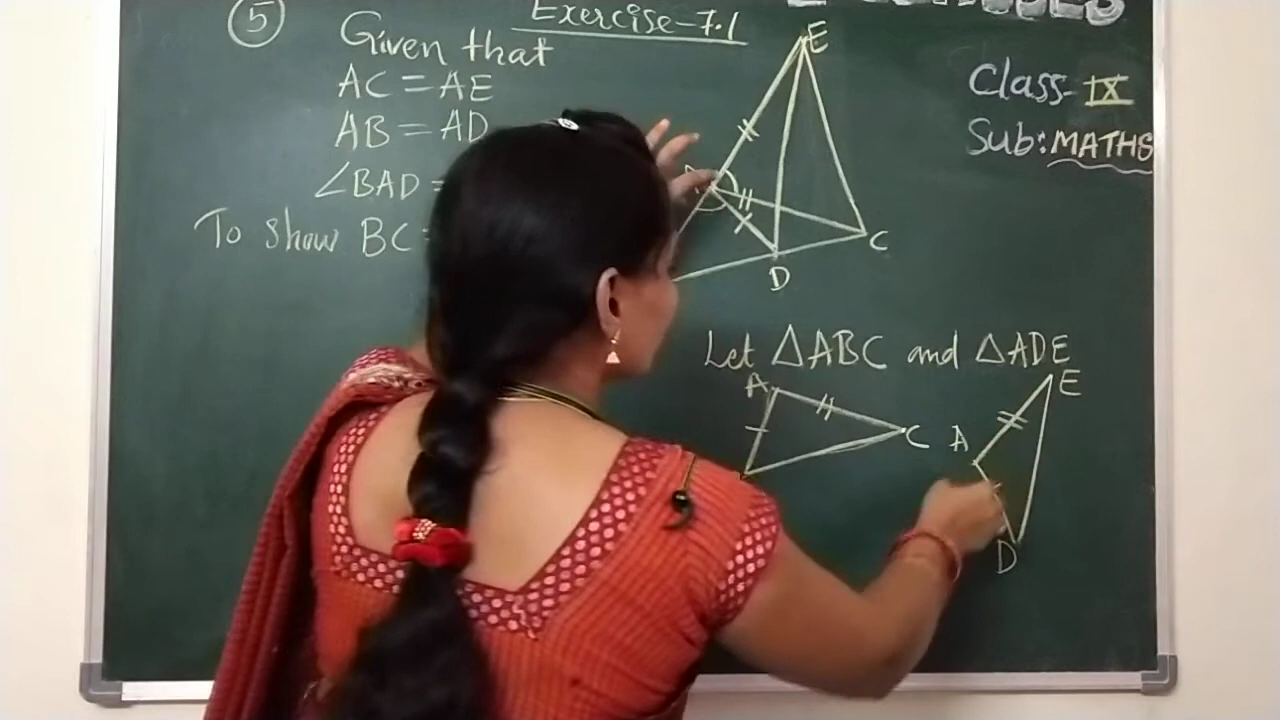 5
Exercise-7.1
Given that
AC = AE
AB = AD
∠BAD =
To show BC
Class-IX
Sub: MATHS
E
C
D
Let △ABC and △ADE
A
C
A
E
D